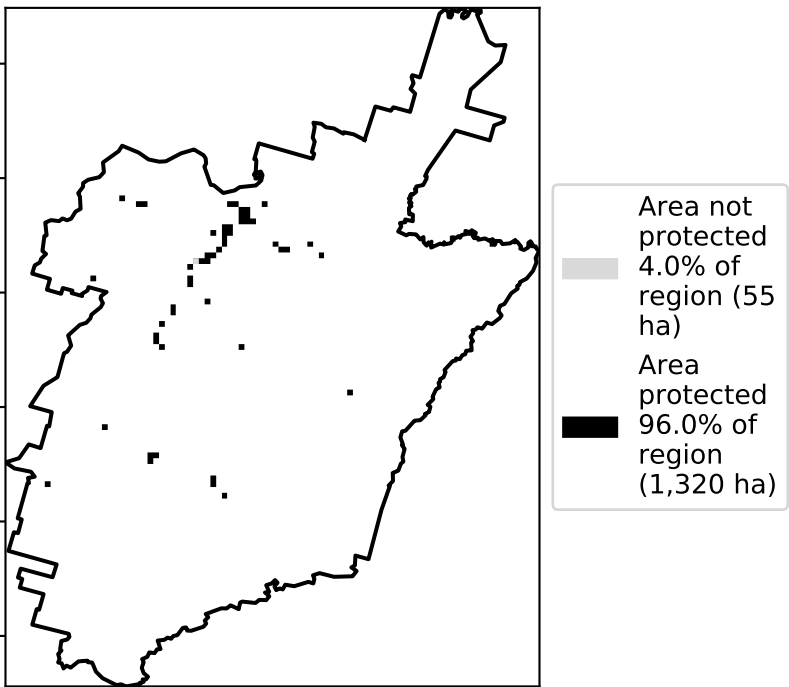 Area not
protected
4.0% of
region (55
ha)
Area
protected
96.0% of
region
(1,320 ha)